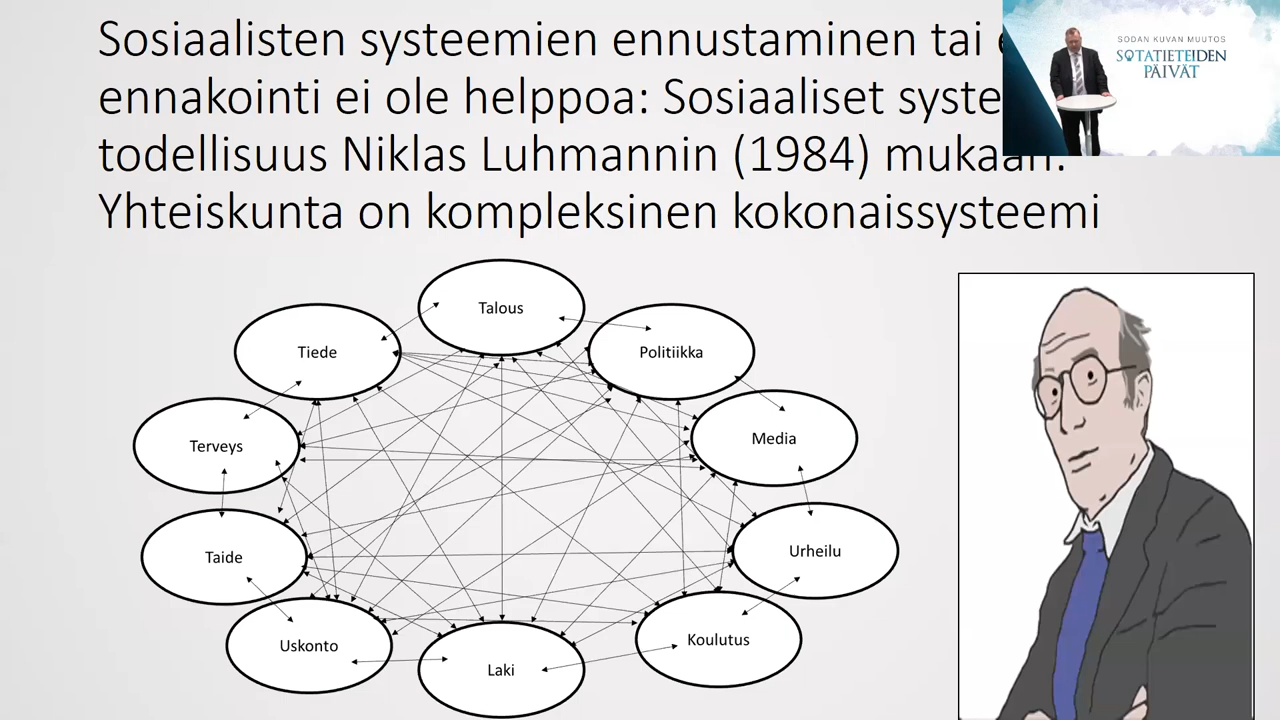 Sosiaalisten systeemien ennustaminen tai
ennakointi ei ole helppoa: Sosiaaliset syste
todellisuus Niklas Luhmannin (1984) mukaan:
Yhteiskunta on kompleksinen kokonaissysteemi
SODAN KUVAN MUUTOS
SOTATIETEIDEN
PÄIVÄT
Talous
Tiede
Politiikka
Terveys
Media
Taide
Urheilu
Uskonto
Koulutus
Laki